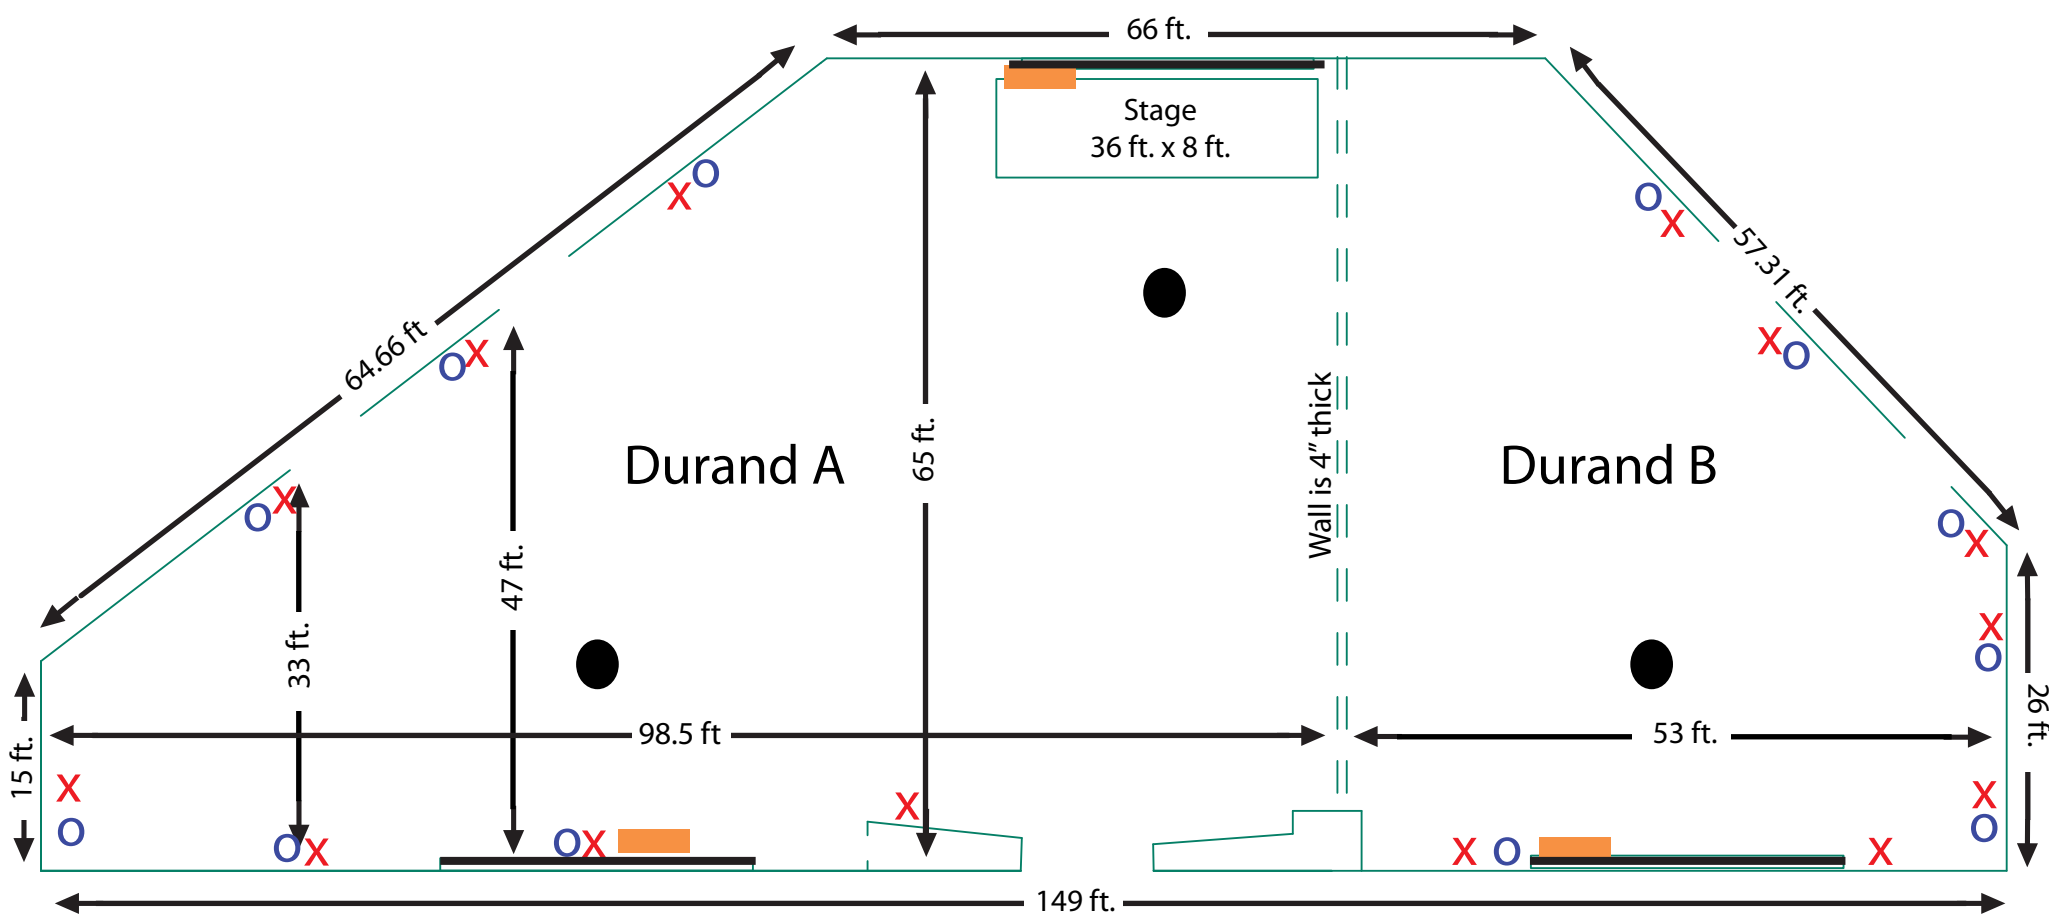 66 ft.
Stage
36 ft. x 8 ft.
O
X
O
X
57.31 ft.
X
O
O
X
64.66 ft
65 ft.
Wall is 4” thick
Durand A
Durand B
O
X
O
X
47 ft.
33 ft.
X
O
X
O
26 ft.
98.5 ft
53 ft.
15 ft.
X
X
X
O
O
O
X
O
X
X
O
X
149 ft.